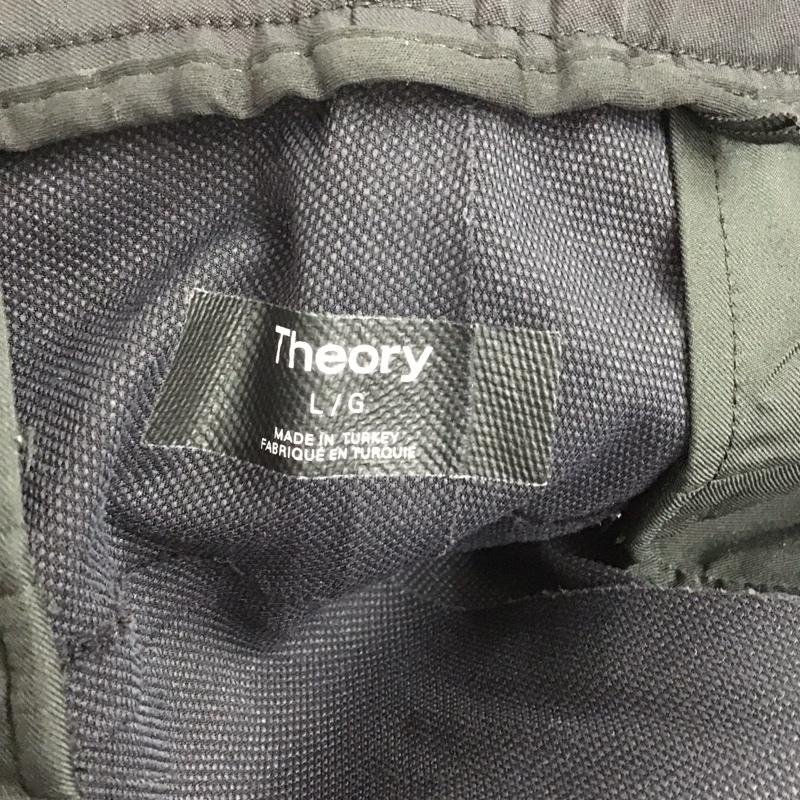 Theory
L/G
MADE IN TURKEY
FABRIQUÉ EN TURQUIE